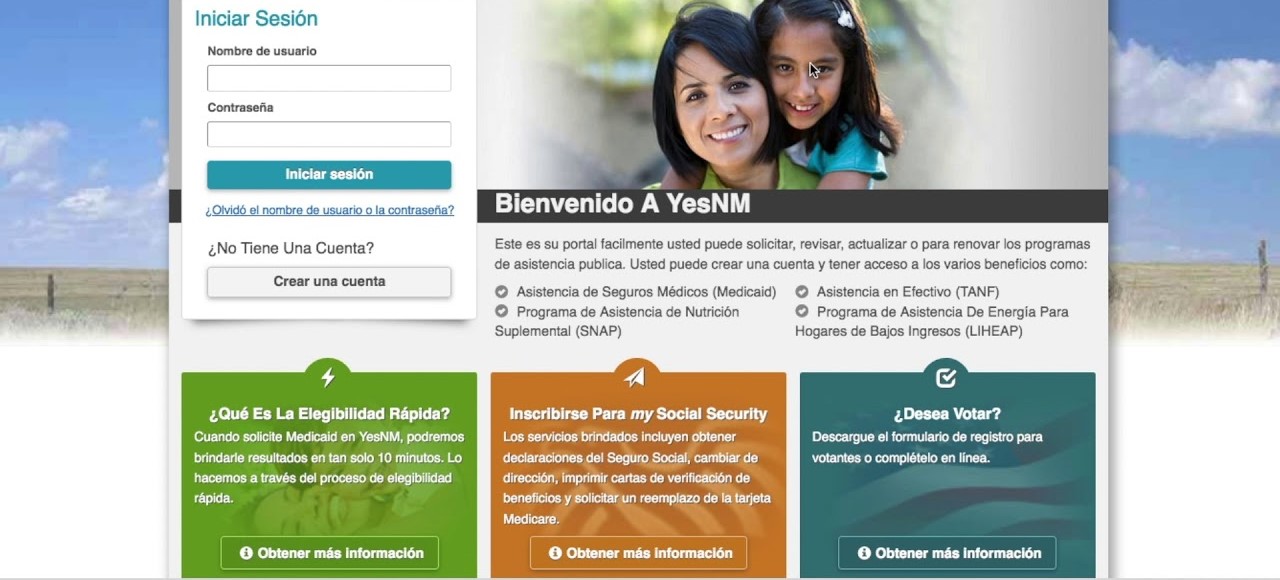 Iniciar Sesión
Nombre de usuario
Contraseña
Iniciar sesión
¿Olvidó el nombre de usuario o la contraseña?
¿No Tiene Una Cuenta?
Crear una cuenta
Bienvenido A YesNM
Este es su portal facilmente usted puede solicitar, revisar, actualizar o para renovar los programas
de asistencia publica. Usted puede crear una cuenta y tener acceso a los varios beneficios como:
Asistencia de Seguros Médicos (Medicaid)
Programa de Asistencia de Nutrición
Suplemental (SNAP)
Asistencia en Efectivo (TANF)
Programa de Asistencia De Energía Para
Hogares de Bajos Ingresos (LIHEAP)
¿Qué Es La Elegibilidad Rápida?
Cuando solicite Medicaid en YesNM, podremos
brindarle resultados en tan solo 10 minutos. Lo
hacemos a través del proceso de elegibilidad
rápida.
Obtener más información
Inscribirse Para my Social Security
Los servicios brindados incluyen obtener
declaraciones del Seguro Social, cambiar de
dirección, imprimir cartas de verificación de
beneficios y solicitar un reemplazo de la tarjeta
Medicare.
Obtener más información
¿Desea Votar?
Descargue el formulario de registro para
votantes o complételo en línea.
Obtener más información